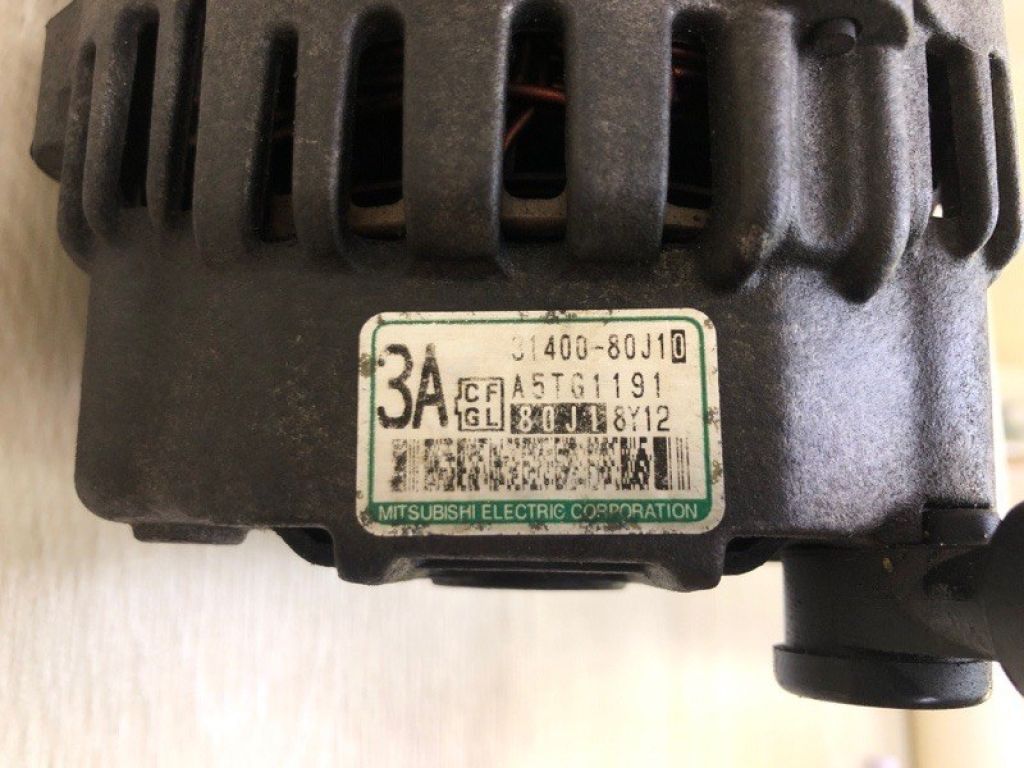 31400-80J10
3A
CF
GL
A5TG1191
80J1 8Y12
MITSUBISHI ELECTRIC CORPORATION